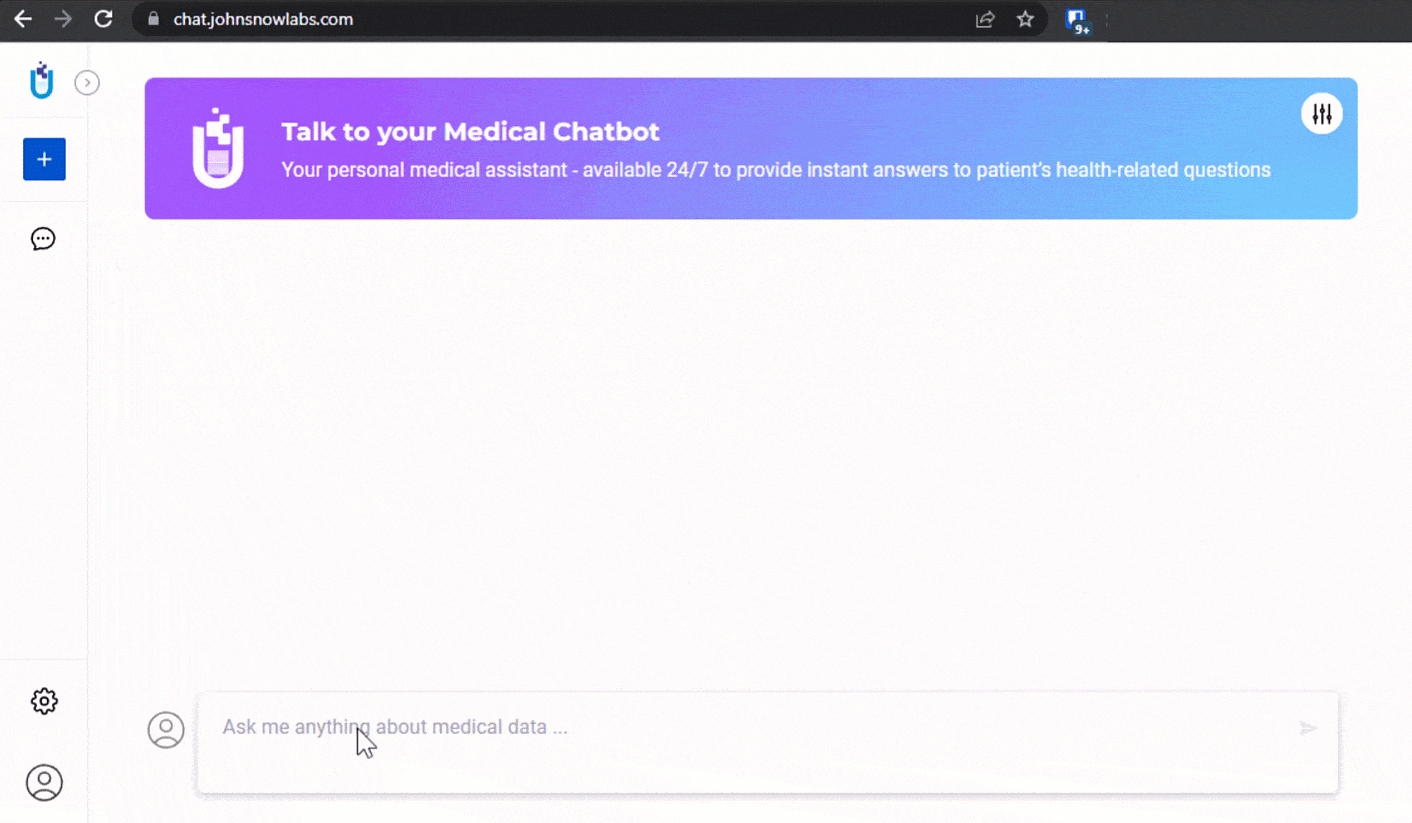 chat.johnsnowlabs.com
9+
Talk to your Medical Chatbot
Your personal medical assistant - available 24/7 to provide instant answers to patient's health-related questions
Ask me anything about medical data ...